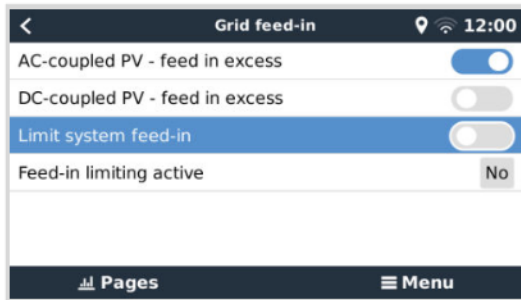 Grid feed-in 12:00
AC-coupled PV - feed in excess
DC-coupled PV - feed in excess
Limit system feed-in
Feed-in limiting active No
Pages Menu